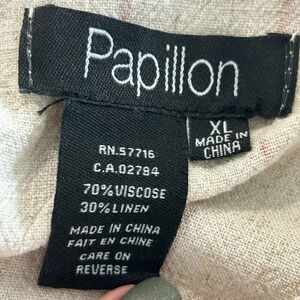 Papillon
XL
MADE IN
CHINA
RN.57716
C.A.02784
70%VISCOSE
30%LINEN
MADE IN CHINA
FAIT EN CHINE
CARE ON
REVERSE